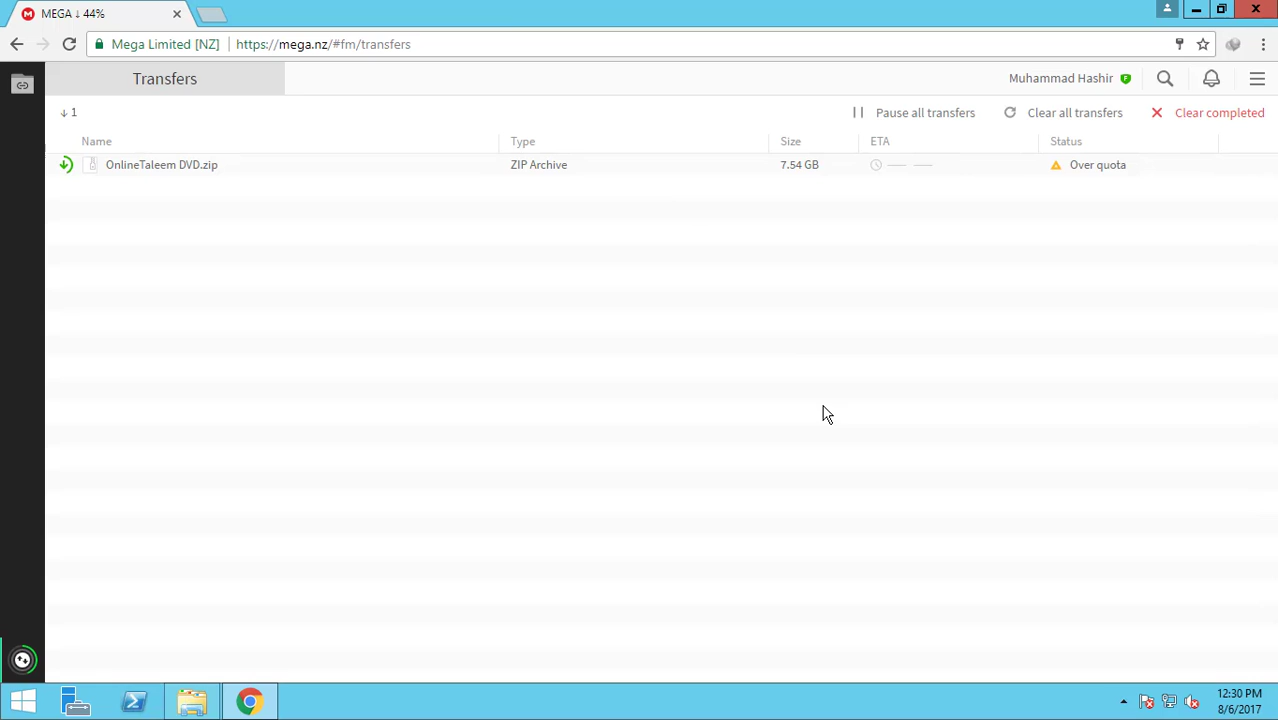 MEGA ↓ 44%
Mega Limited [NZ] https://mega.nz/#fm/transfers
Transfers
Muhammad Hashir
1
Pause all transfers
Clear all transfers
Clear completed
Name Type Size ETA Status
OnlineTaleem DVD.zip ZIP Archive 7.54 GB Over quota
12:30 PM
8/6/2017